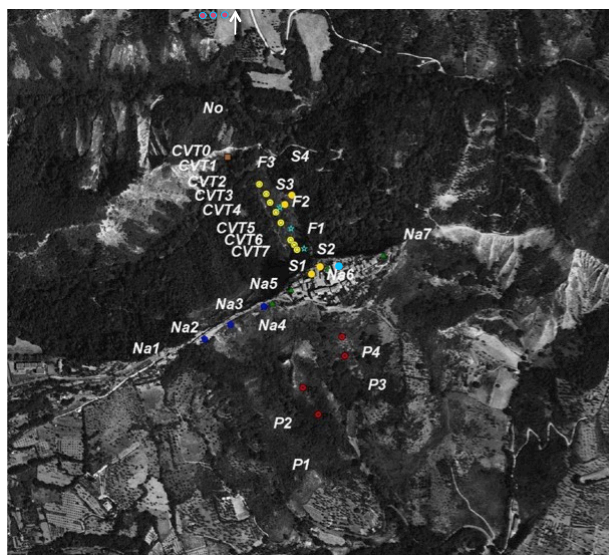 No
CVT0
F3
S4
CVT1
CVT2
S3
CVT3
F2
CVT4
CVT5
F1
CVT6
CVT7
S2
Na7
S1
Na6
Na5
Na3
Na4
Na2
Na1
P4
P3
P2
P1